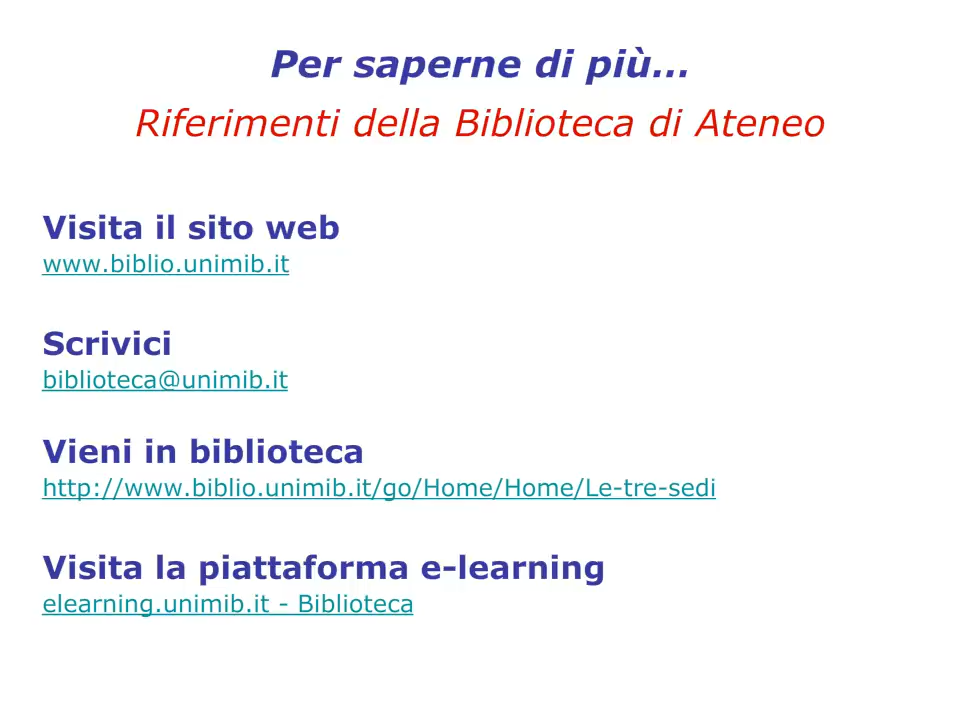 Per saperne di più…
Riferimenti della Biblioteca di Ateneo
Visita il sito web
www.biblio.unimib.it
Scrivici
biblioteca@unimib.it
Vieni in biblioteca
http://www.biblio.unimib.it/go/Home/Home/Le-tre-sedi
Visita la piattaforma e-learning
elearning.unimib.it - Biblioteca